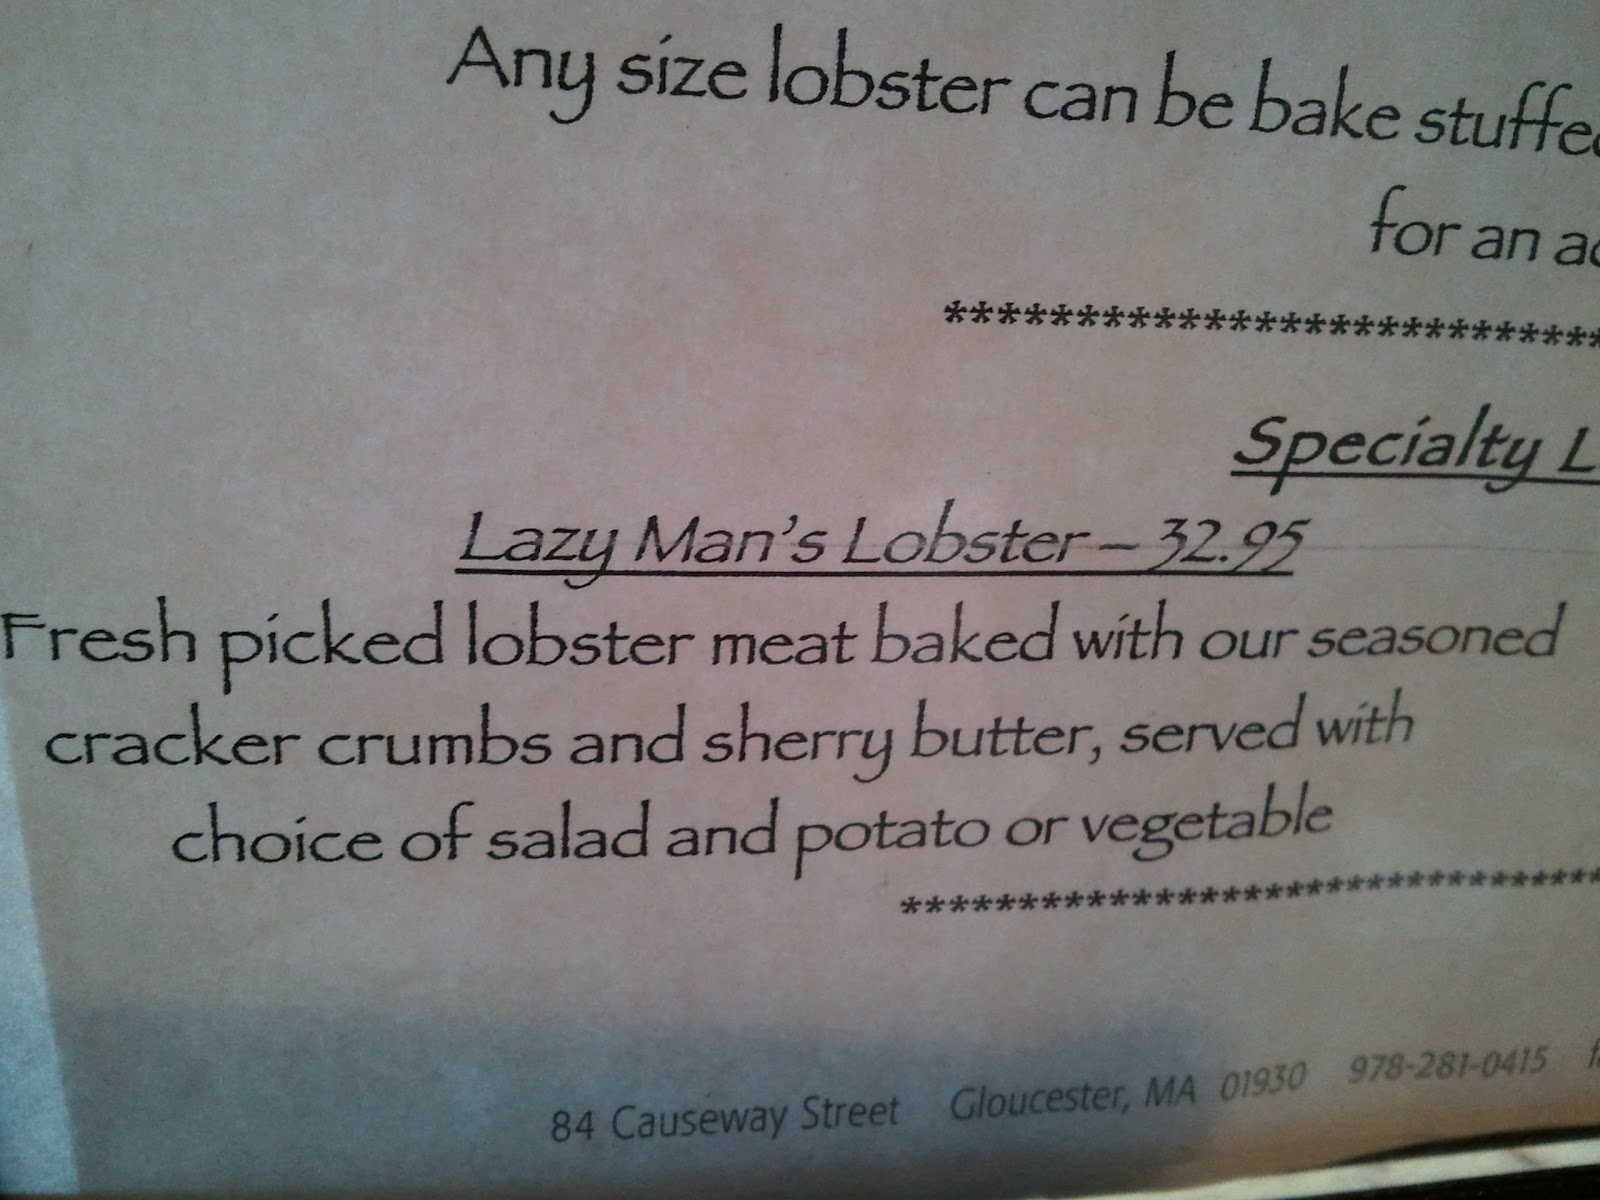 Any size lobster can be bake stuffed
for an
**************************
Specialty
Lazy Man's Lobster – 32.95
Fresh picked lobster meat baked with our seasoned
cracker crumbs and sherry butter, served with
choice of salad and potato or vegetable
******************************
84 Causeway Street Gloucester, MA 01930 978-281-0415